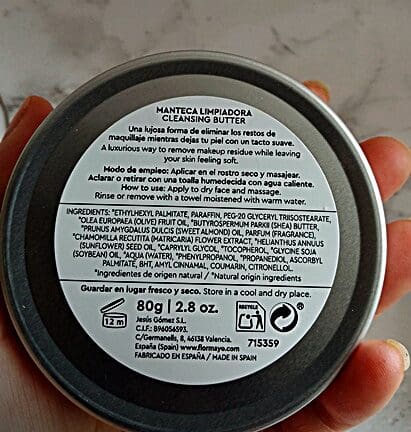 MANTECA LIMPIADORA
CLEANSING BUTTER
Una lujosa forma de eliminar los restos de
maquillaje mientras dejas tu piel con un tacto suave.
A luxurious way to remove makeup residue while leaving
your skin feeling soft.
Modo de empleo: Aplicar en el rostro seco y masajear.
Aclarar o retirar con una toalla humedecida con agua caliente.
How to use: Apply to dry face and massage.
Rinse or remove with a towel moistened with warm water.
INGREDIENTS: *ETHYLHEXYL PALMITATE, PARAFFIN, PEG-20 GLYCERYL TRIISOSTEARATE,
*OLEA EUROPAEA (OLIVE) FRUIT OIL, *BUTYROSPERMUM PARKII (SHEA) BUTTER,
*PRUNUS AMYGDALUS DULCIS (SWEET ALMOND) OIL, PARFUM (FRAGRANCE),
*CHAMOMILLA RECUTITA (MATRICARIA) FLOWER EXTRACT, *HELIANTHUS ANNUUS
(SUNFLOWER) SEED OIL, *CAPRYLYL GLYCOL, *TOCOPHEROL, *GLYCINE SOJA
(SOYBEAN) OIL, *AQUA (WATER), *PHENYLPROPANOL, *PROPANEDIOL, ASCORBYL
PALMITATE, BHT, AMYL CINNAMAL, COUMARIN, CITRONELLOL.
*Ingredientes de origen natural / *Natural origin ingredients
Guardar en lugar fresco y seco. Store in a cool and dry place.
80g | 2.8 oz.
12 m
Jesús Gómez S.L.
C.I.F.: B96056593.
C/Germanells, 8, 46138 Valencia.
España (Spain) www.flormayo.com
FABRICADO EN ESPAÑA / MADE IN SPAIN
RECYCLE
715359